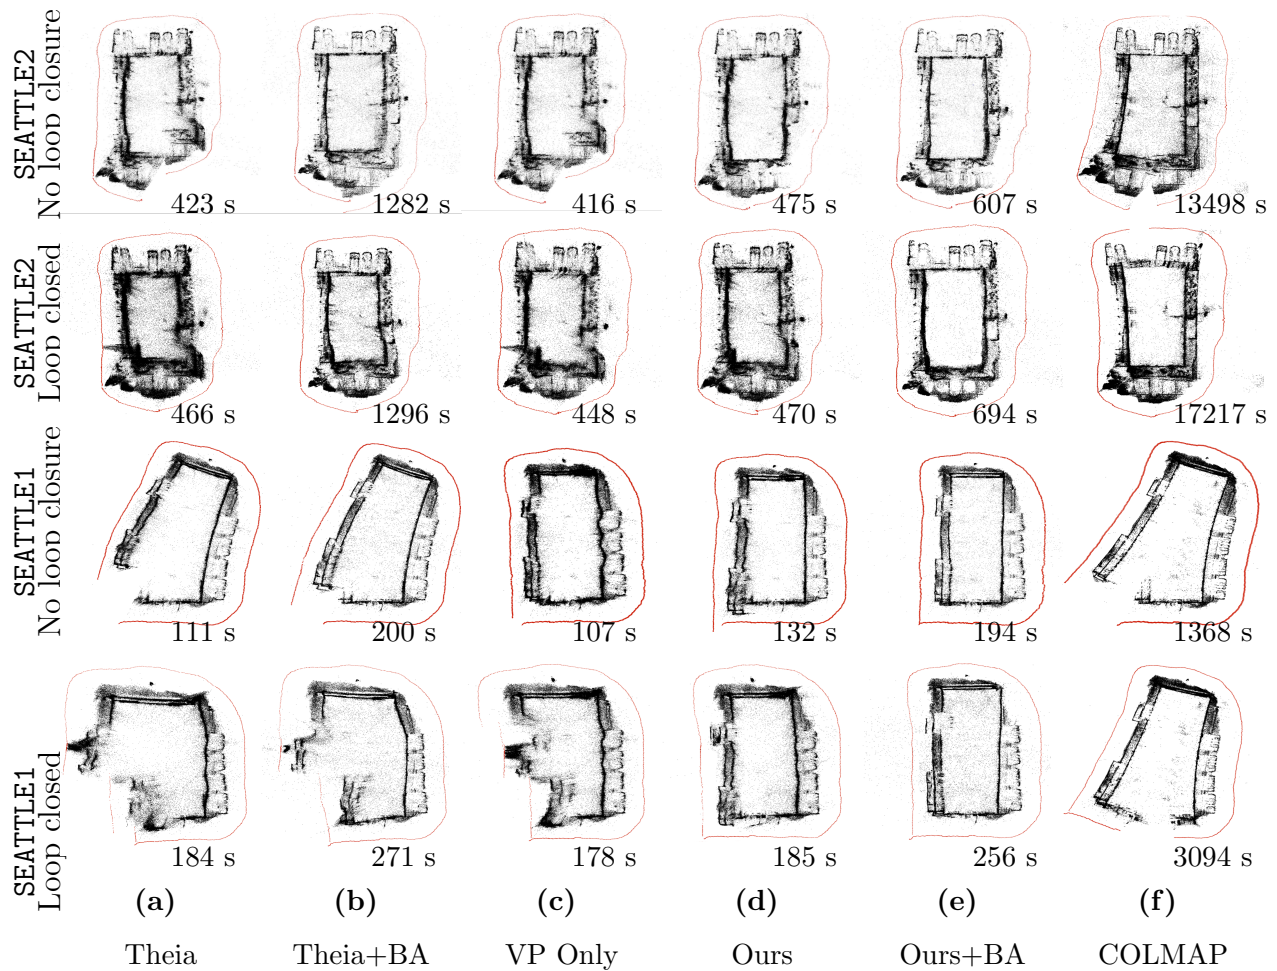 SEATTLE2
No loop closure
423 s 1282 s 416 s 475 s 607 s 13498 s
SEATTLE2
Loop closed
466 s 1296 s 448 s 470 s 694 s 17217 s
SEATTLE1
No loop closure
111 s 200 s 107 s 132 s 194 s 1368 s
SEATTLE1
Loop closed
184 s 271 s 178 s 185 s 256 s 3094 s
(a) (b) (c) (d) (e) (f)
Theia Theia+BA VP Only Ours Ours+BA COLMAP